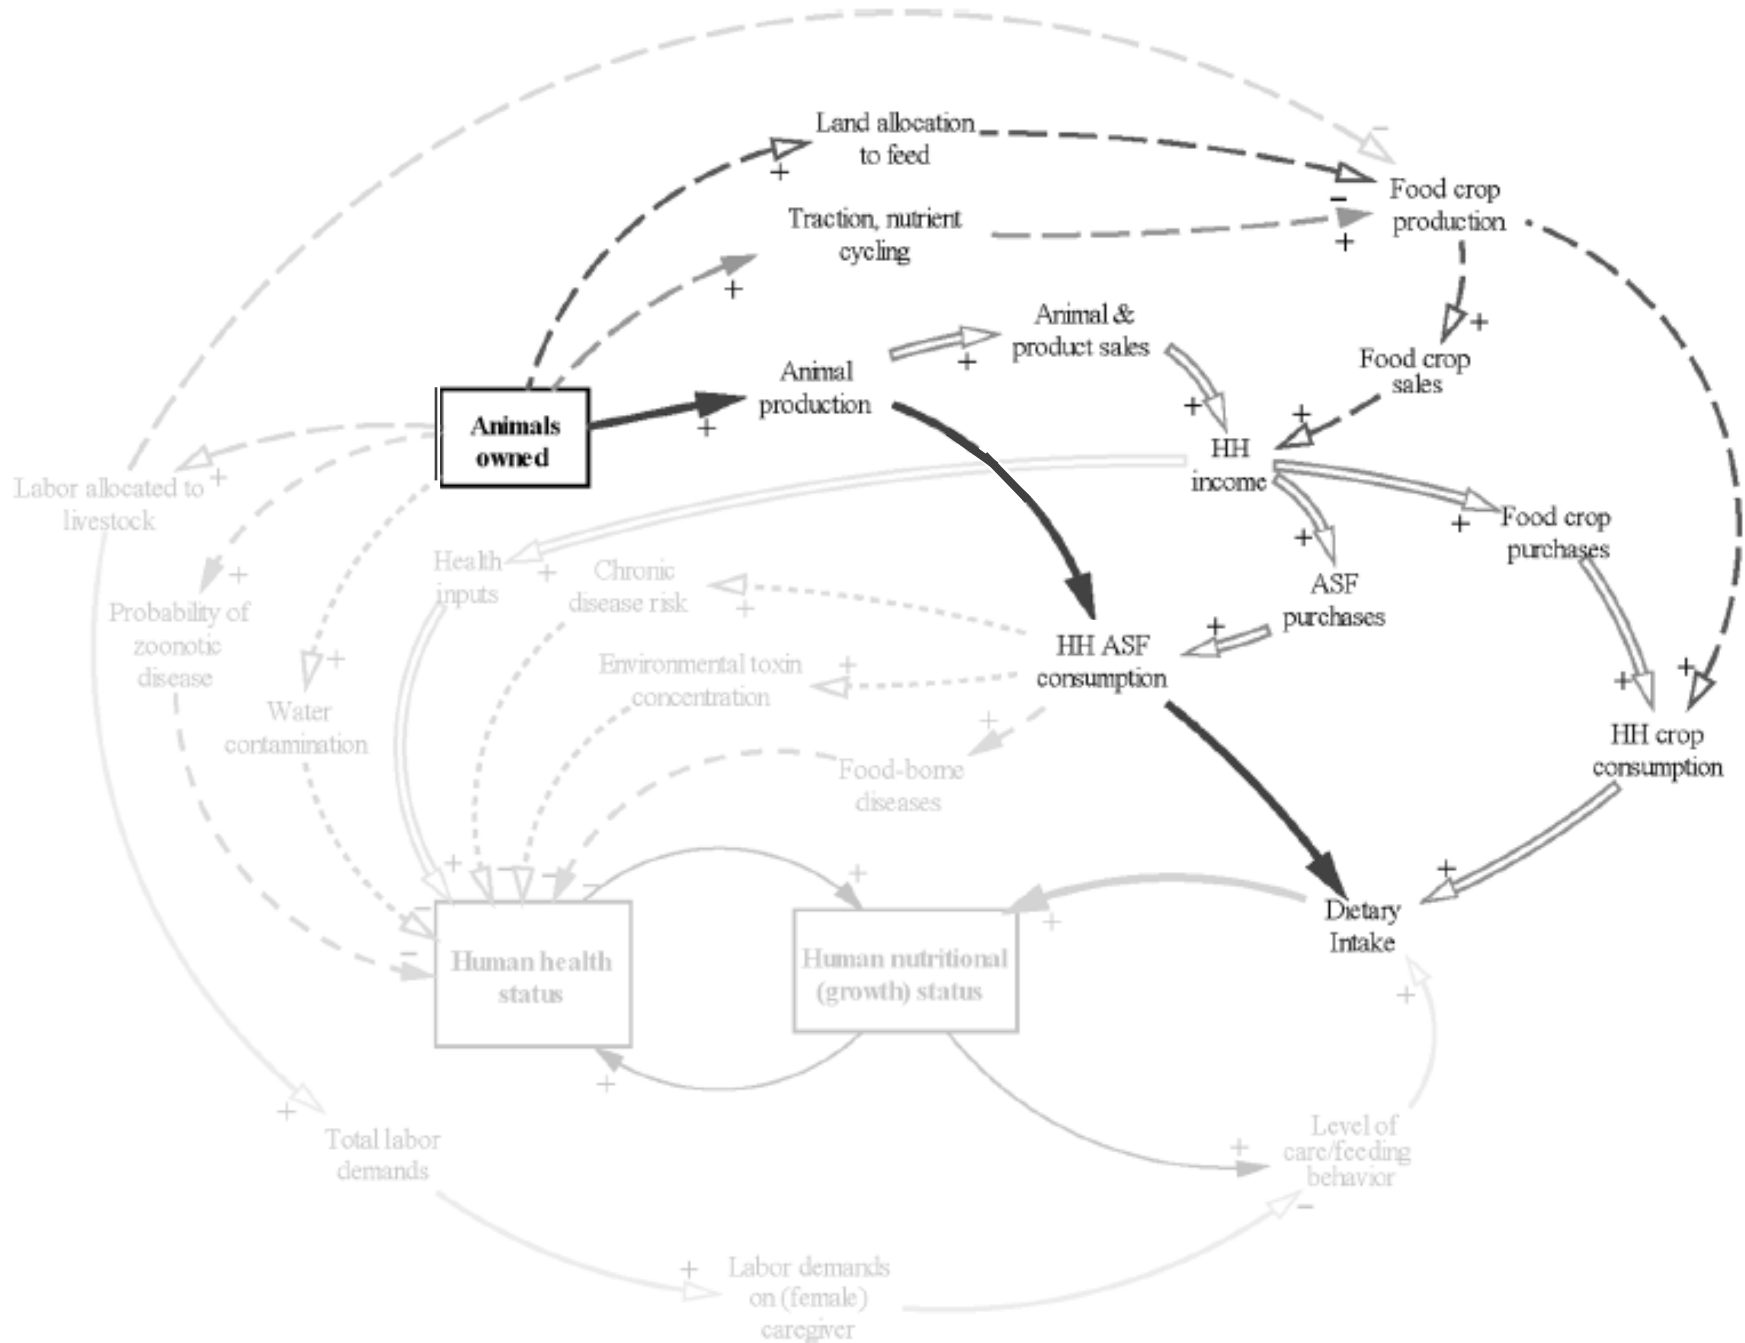 Land allocation
to feed
Food crop
production
Traction, nutrient
cycling
Animal &
product sales
Food crop
sales
Animal
production
Animals
owned
HH
income
Labor allocated to
livestock
Food crop
purchases
Health
inputs
Chronic
disease risk
ASF
purchases
Probability of
zoonotic
disease
HH ASF
consumption
Environmental toxin
concentration
Water
contamination
HH crop
consumption
Food-borne
diseases
Dietary
Intake
Human health
status
Human nutritional
(growth) status
Total labor
demands
Level of
care/feeding
behavior
Labor demands
on (female)
caregiver